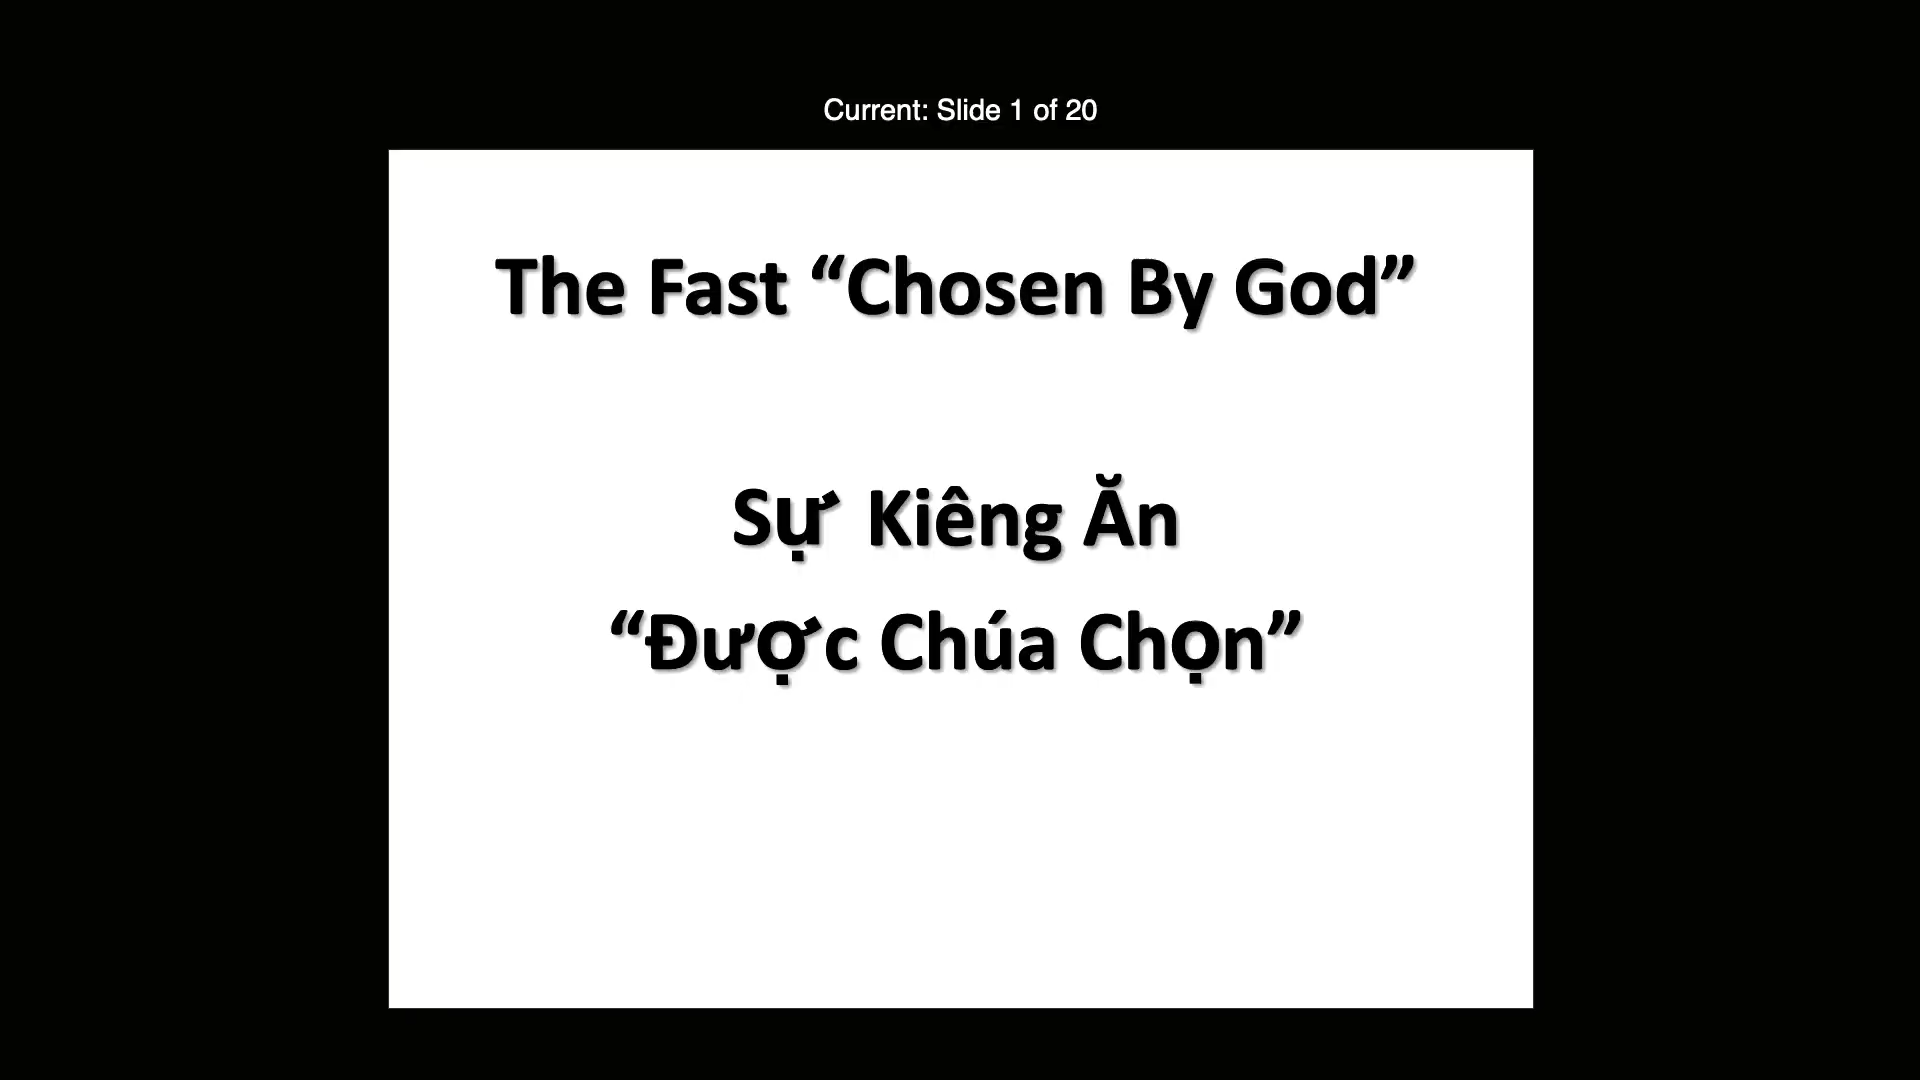 Current: Slide 1 of 20
The Fast “Chosen By God”
Sự Kiêng Ăn
“Được Chúa Chọn”